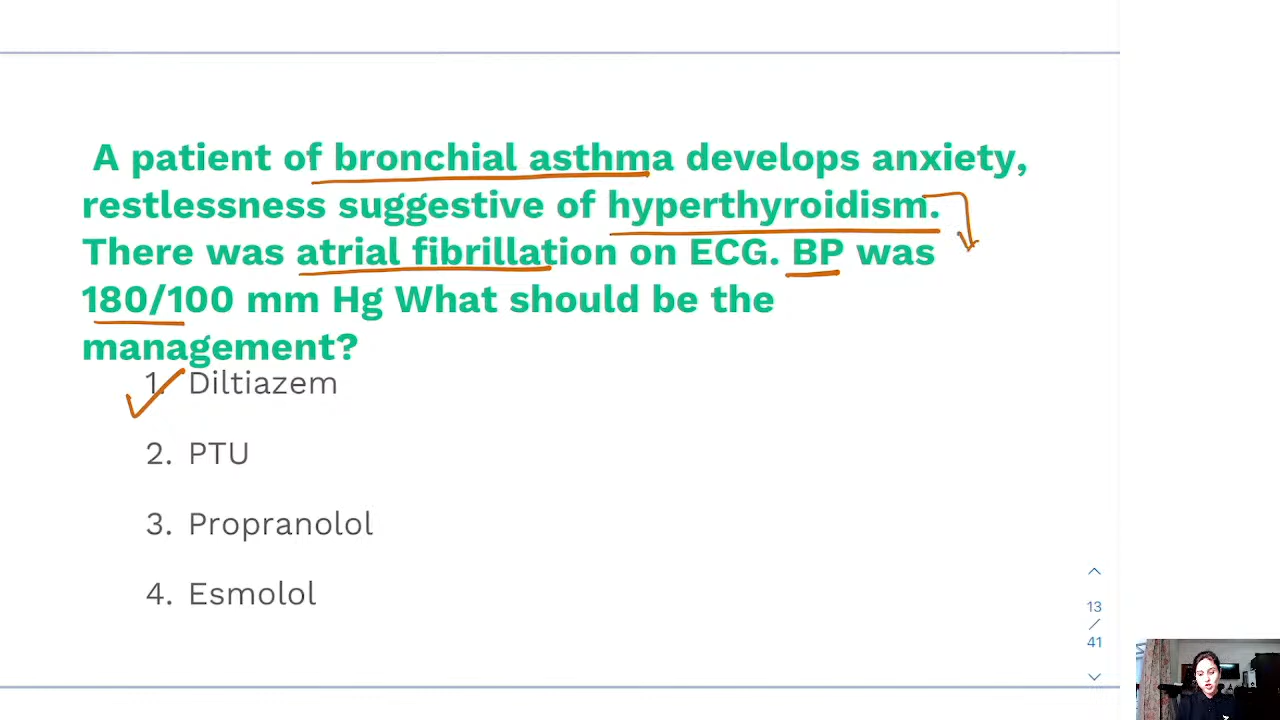 A patient of bronchial asthma develops anxiety,
restlessness suggestive of hyperthyroidism.
There was atrial fibrillation on ECG. BP was
180/100 mm Hg What should be the
management?
1. Diltiazem
2. PTU
3. Propranolol
4. Esmolol
13
/
41